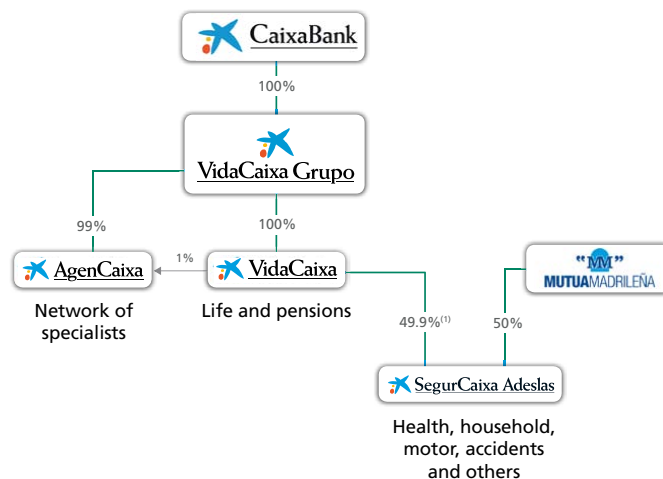 CaixaBank
100%
VidaCaixa Grupo
99%
100%
AgenCaixa
1%
VidaCaixa
"MM"
MUTUAMADRILEÑA
Network of
specialists
Life and pensions
49.9%(1)
50%
SegurCaixa Adeslas
Health, household,
motor, accidents
and others